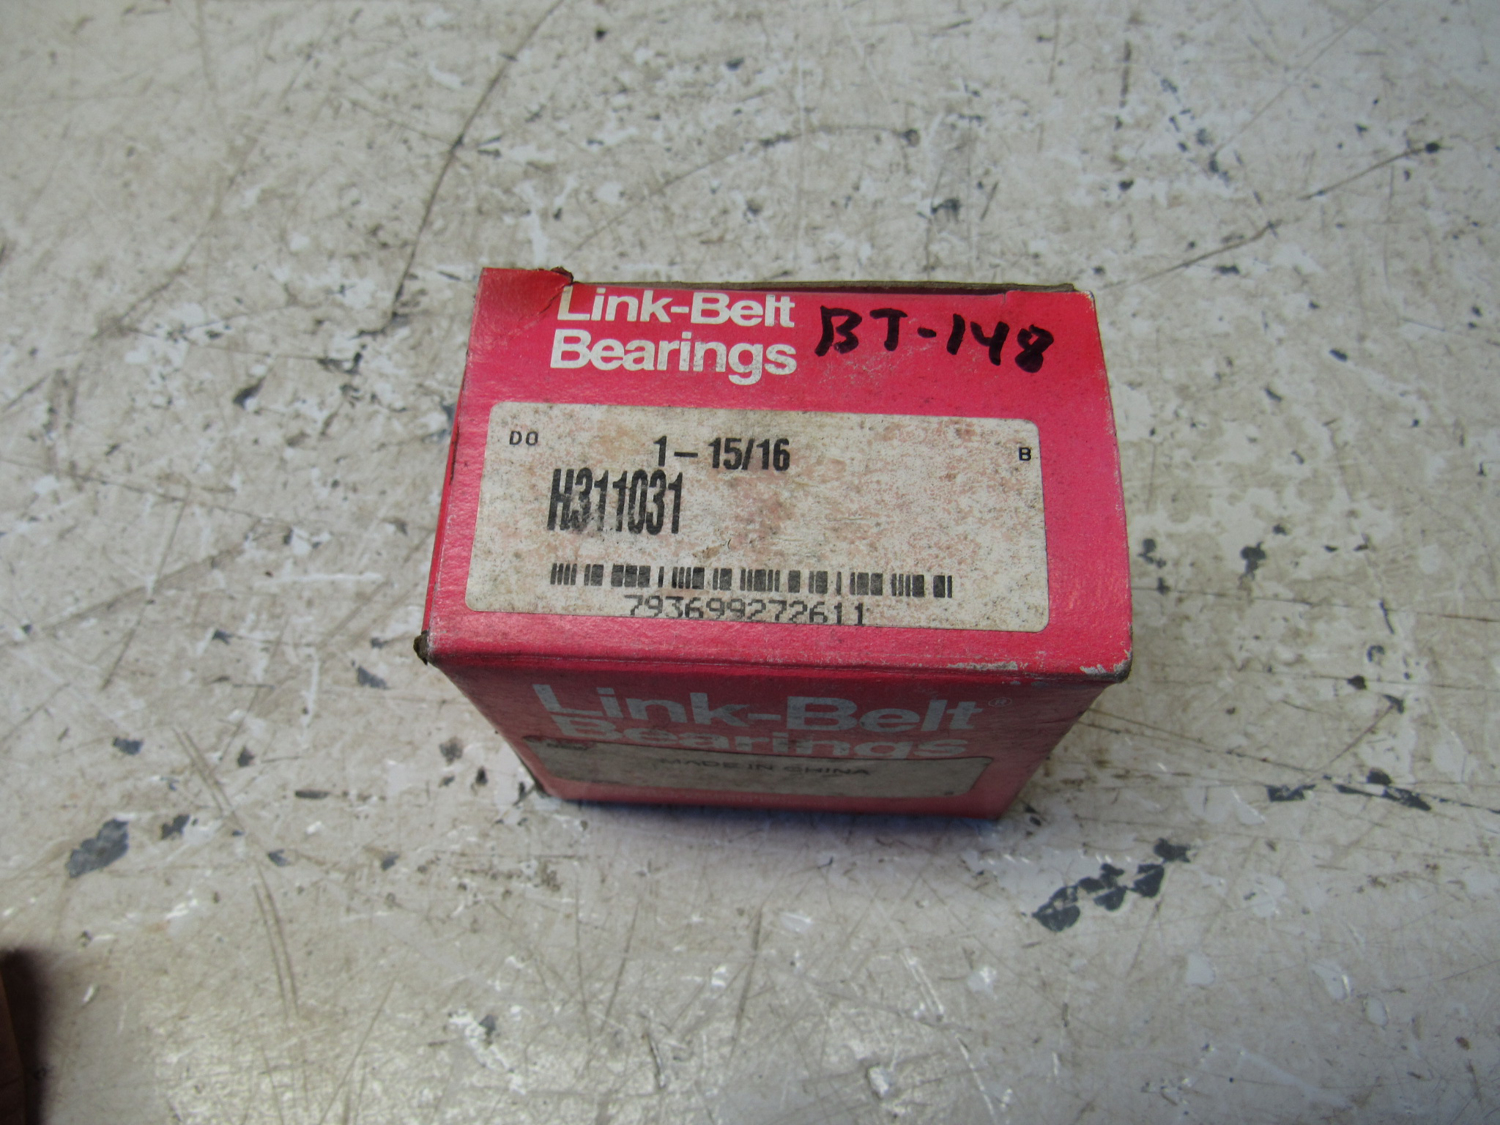 Link-Belt
Bearings BT-148
DO 1-15/16 B
H311031
793699272611
Link-Belt®
Bearings
MADE IN CHINA